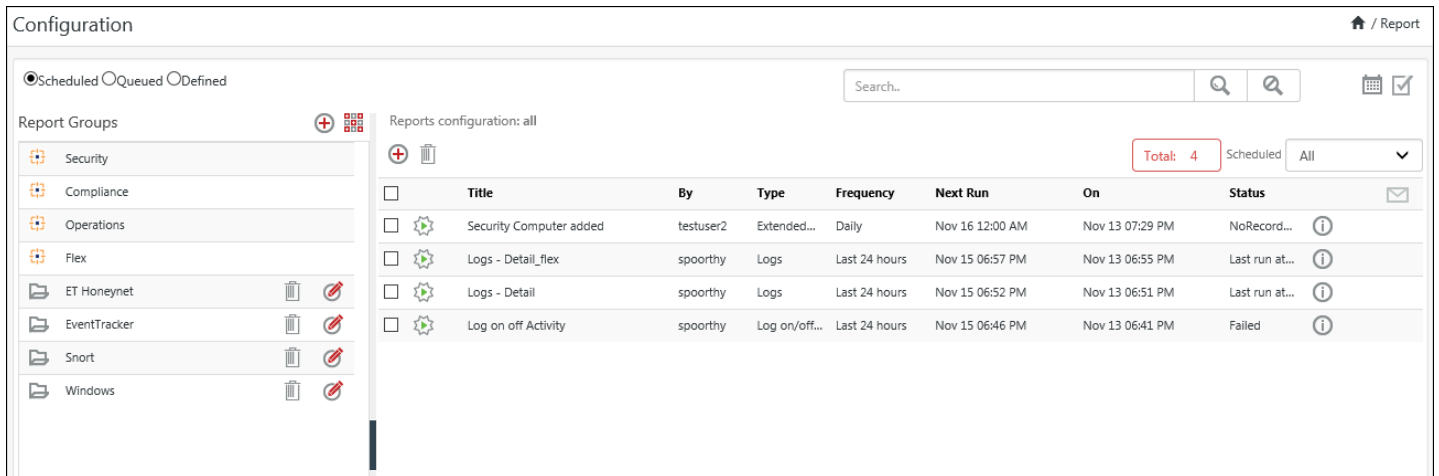 Configuration
/ Report
Scheduled Queued Defined
Search..
Report Groups
Security
Compliance
Operations
Flex
ET Honeynet
EventTracker
Snort
Windows
Reports configuration: all
Total: 4 Scheduled All
Title By Type Frequency Next Run On Status
Security Computer added testuser2 Extended... Daily Nov 16 12:00 AM Nov 13 07:29 PM NoRecord...
Logs - Detail_flex spoorthy Logs Last 24 hours Nov 15 06:57 PM Nov 13 06:55 PM Last run at...
Logs - Detail spoorthy Logs Last 24 hours Nov 15 06:52 PM Nov 13 06:51 PM Last run at...
Log on off Activity spoorthy Log on/off... Last 24 hours Nov 15 06:46 PM Nov 13 06:41 PM Failed